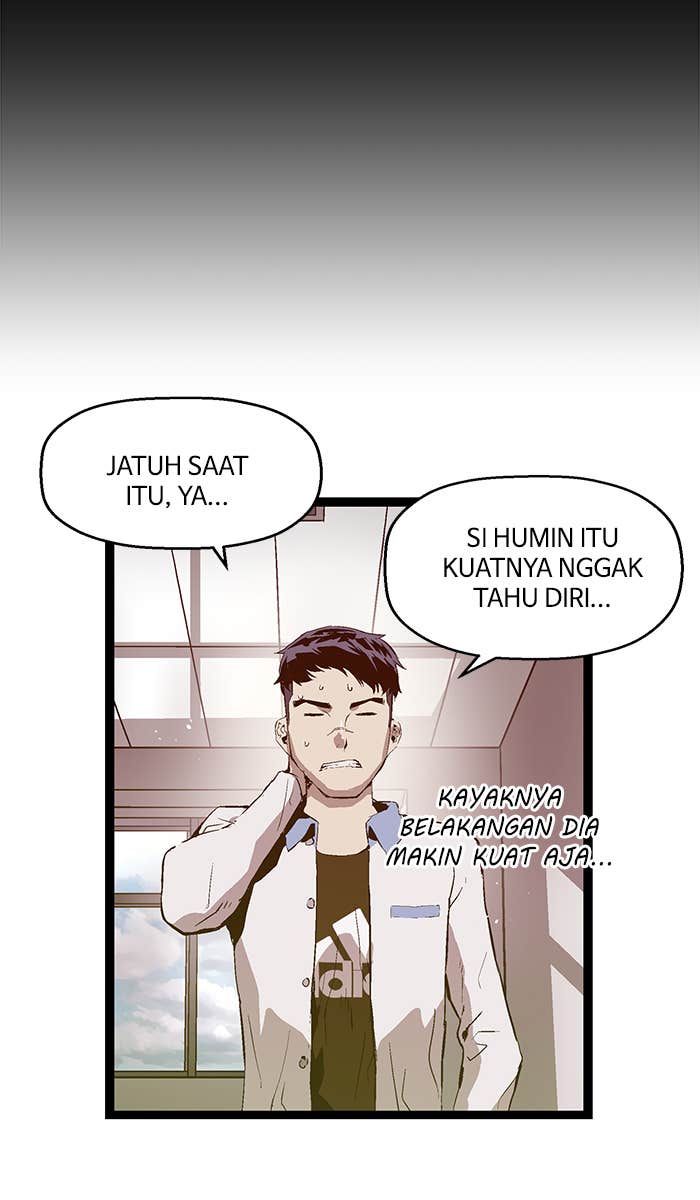 JATUH SAAT
ITU, YA...
SI HUMIN ITU
KUATNYA NGGAK
TAHU DIRI...
KAYAKNYA
BELAKANGAN DIA
MAKIN KUAT AJA...